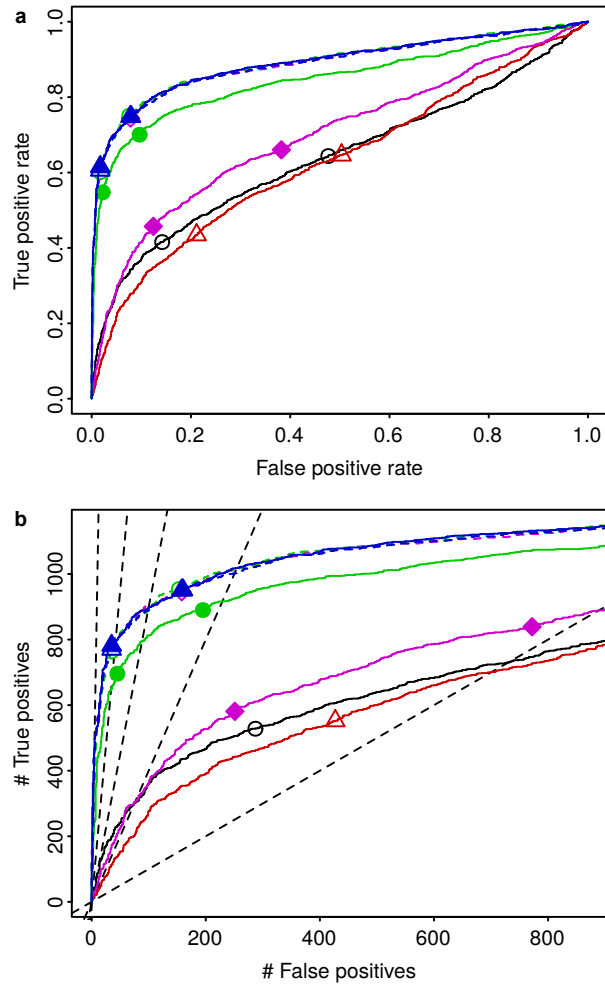 a
True positive rate
1.0
0.8
0.6
0.4
0.2
0.0
0.0 0.2 0.4 0.6 0.8 1.0
False positive rate
b
# True positives
1000
800
600
400
200
0
0 200 400 600 800
# False positives